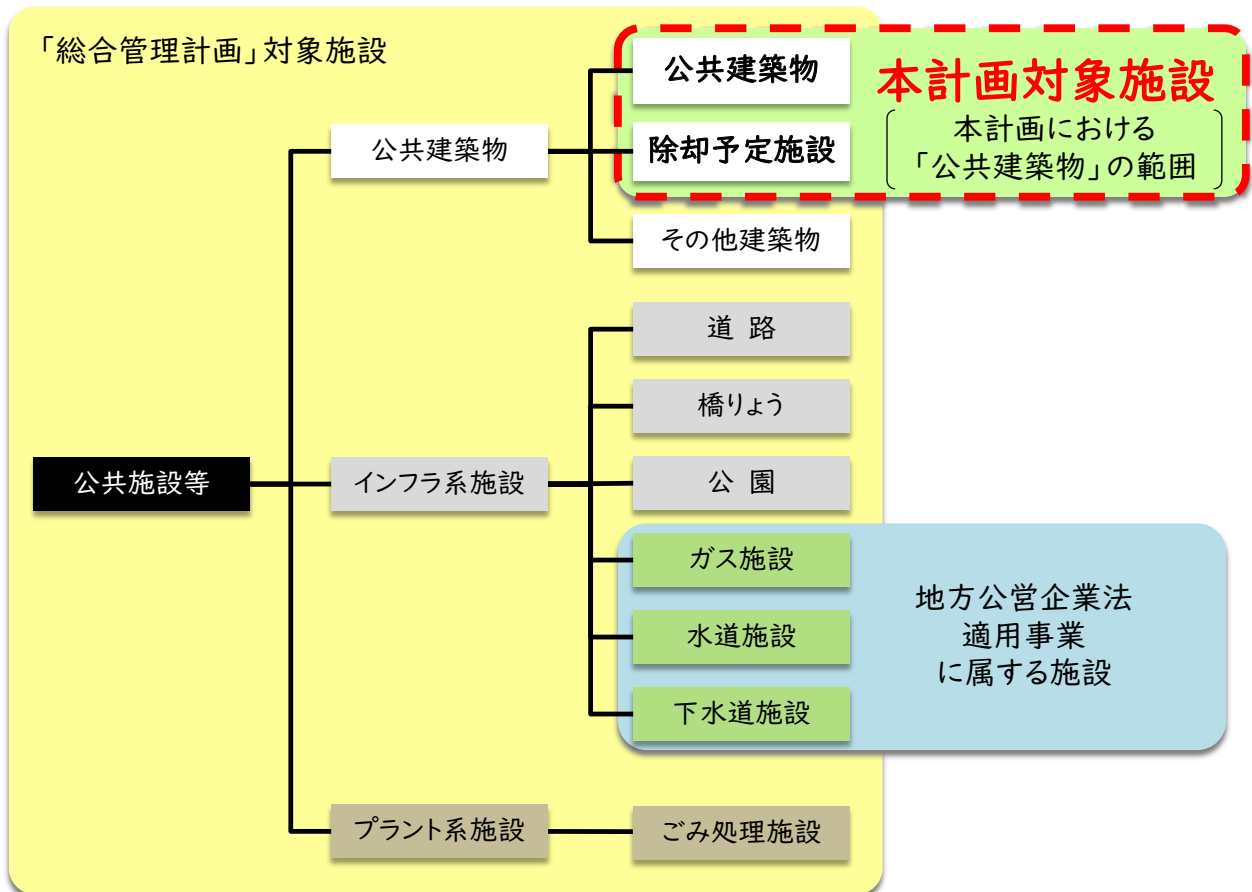 「総合管理計画」対象施設
公共建築物
本計画対象施設
本計画における
「公共建築物」の範囲
除却予定施設
公共建築物
その他建築物
道 路
橋りょう
公共施設等
インフラ系施設
公 園
ガス施設
水道施設
下水道施設
地方公営企業法
適用事業
に属する施設
プラント系施設
ごみ処理施設